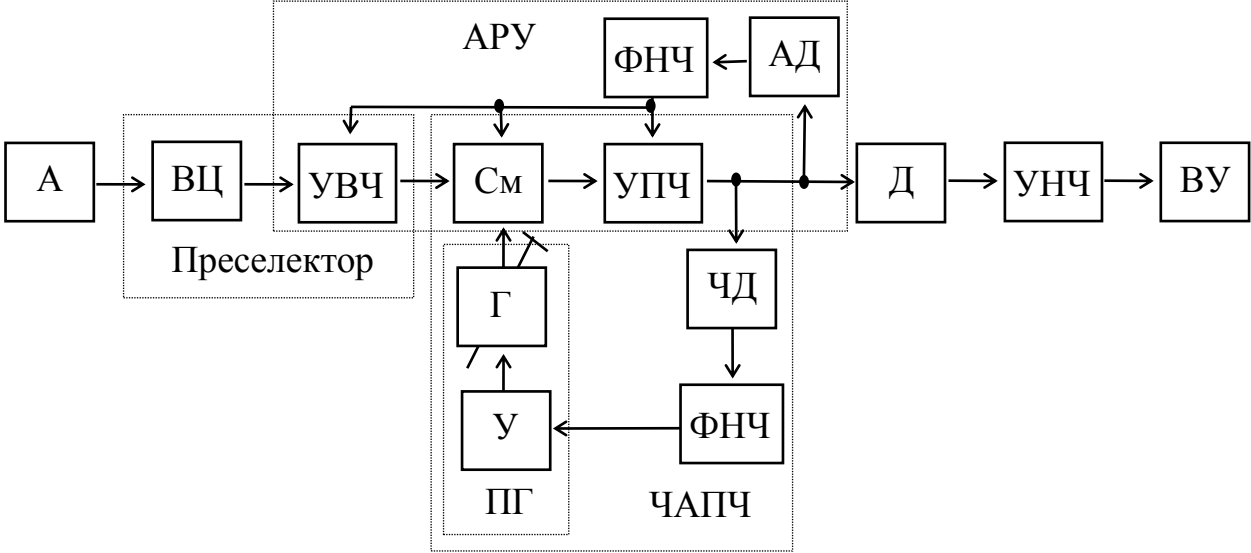 АРУ
ФНЧ
АД
А
ВЦ
УВЧ
См
УПЧ
Д
УНЧ
ВУ
Преселектор
Г
ЧД
У
ФНЧ
ПГ
ЧАПЧ